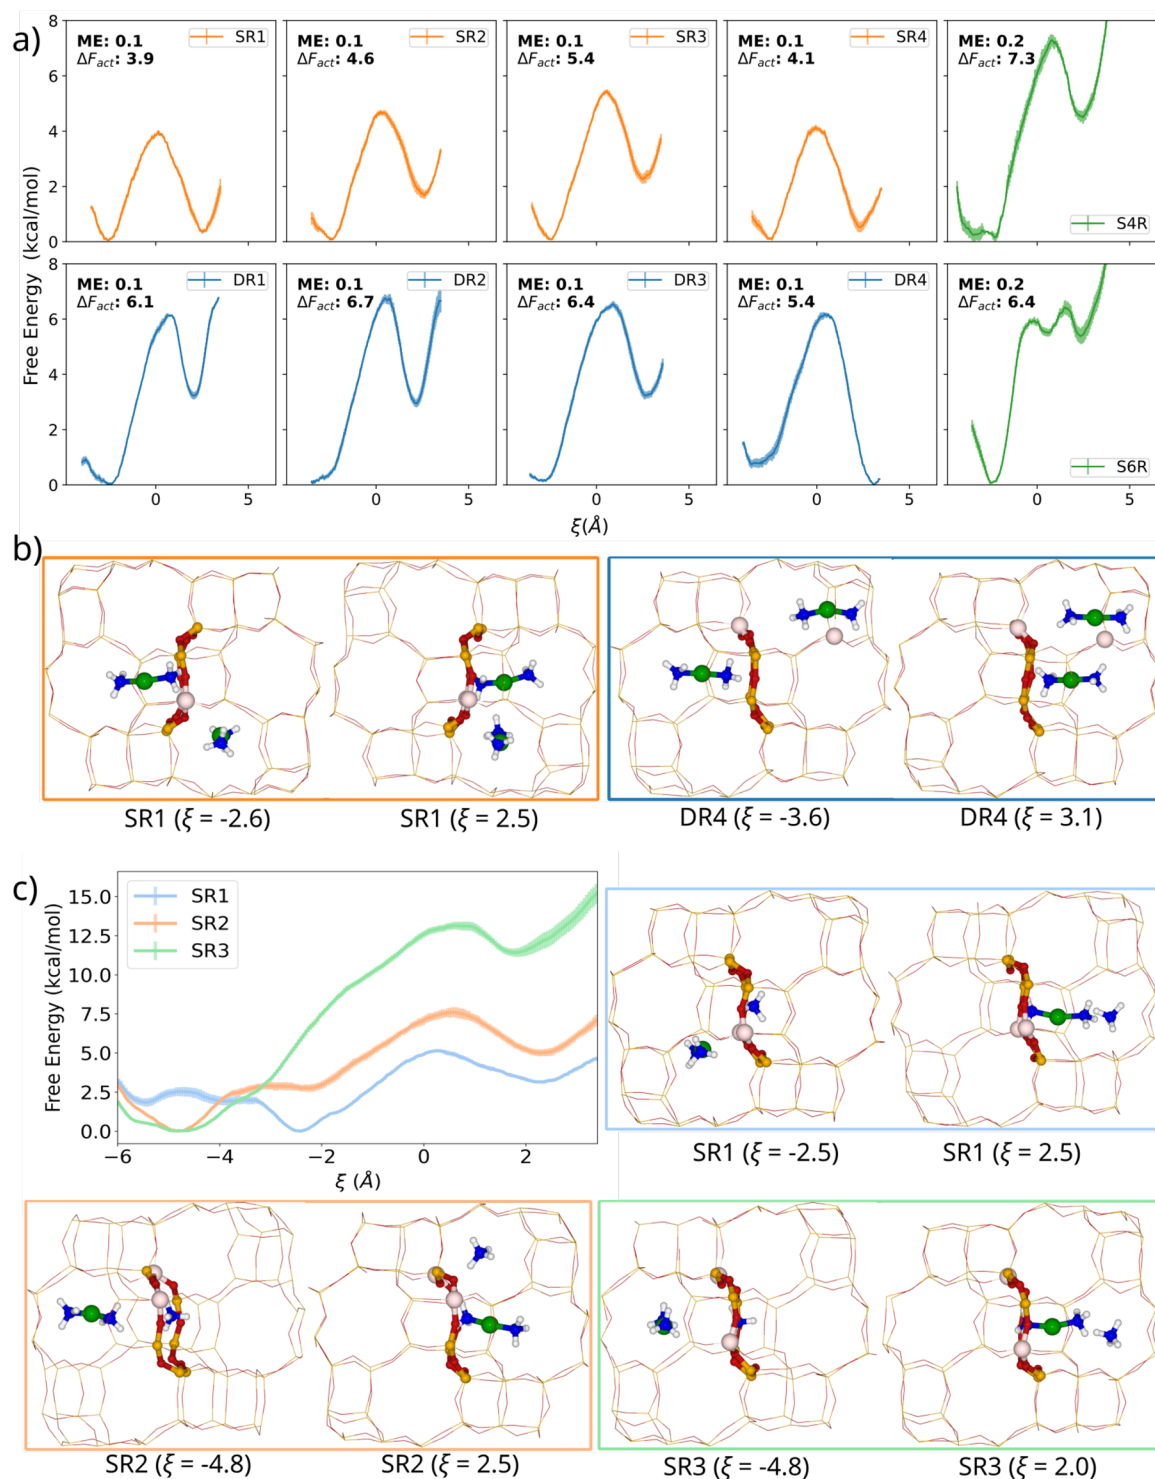 a)
Free Energy (kcal/mol)
8
6
4
2
0
ME: 0.1
ΔF_act: 3.9
SR1
ME: 0.1
ΔF_act: 4.6
SR2
ME: 0.1
ΔF_act: 5.4
SR3
ME: 0.1
ΔF_act: 4.1
SR4
ME: 0.2
ΔF_act: 7.3
S4R
8
6
4
2
0
ME: 0.1
ΔF_act: 6.1
DR1
ME: 0.1
ΔF_act: 6.7
DR2
ME: 0.1
ΔF_act: 6.4
DR3
ME: 0.1
ΔF_act: 5.4
DR4
ME: 0.2
ΔF_act: 6.4
S6R
0 5 0 5 0 5 0 5 0 5
ξ(Å)
b)
SR1 (ξ = -2.6) SR1 (ξ = 2.5) DR4 (ξ = -3.6) DR4 (ξ = 3.1)
c)
Free Energy (kcal/mol)
15.0
12.5
10.0
7.5
5.0
2.5
0.0
SR1
SR2
SR3
−6 −4 −2 0 2
ξ (Å)
SR1 (ξ = -2.5) SR1 (ξ = 2.5)
SR2 (ξ = -4.8) SR2 (ξ = 2.5) SR3 (ξ = -4.8) SR3 (ξ = 2.0)